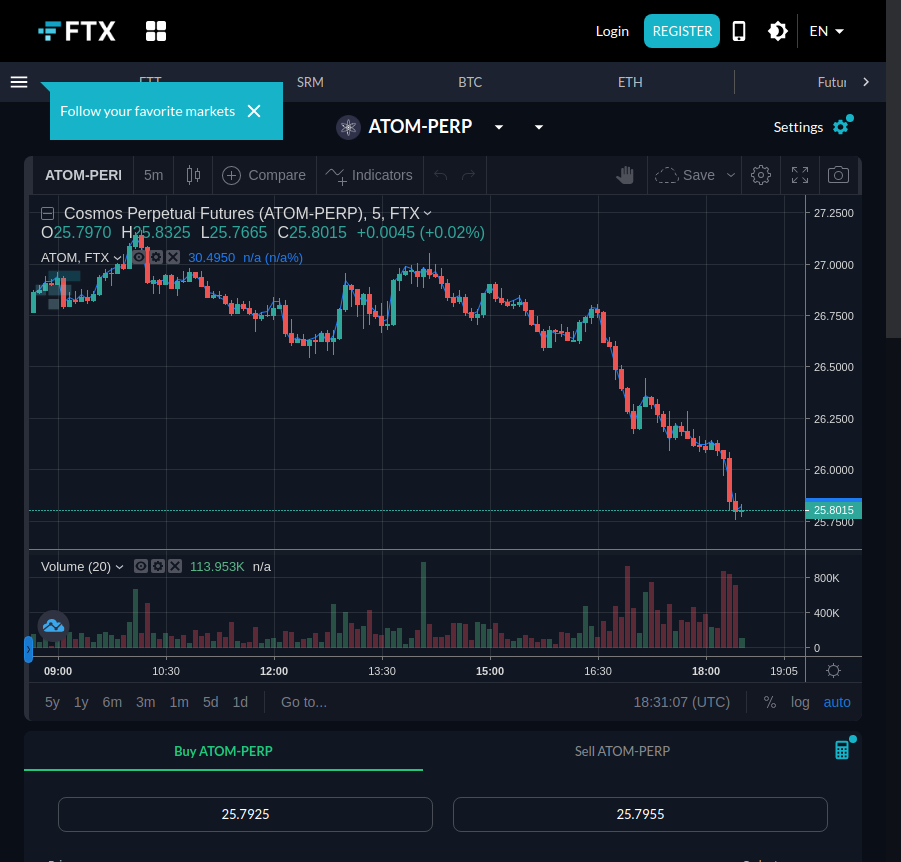 FTX
Login REGISTER EN
FTT SRM BTC ETH Futur
Follow your favorite markets
ATOM-PERP
Settings
ATOM-PERI 5m Compare Indicators Save
Cosmos Perpetual Futures (ATOM-PERP), 5, FTX
O25.7970 H25.8325 L25.7665 C25.8015 +0.0045 (+0.02%)
ATOM, FTX 30.4950 n/a (n/a%)
27.2500
27.0000
26.7500
26.5000
26.2500
26.0000
25.8015
25.7500
Volume (20) 113.953K n/a
800K
400K
0
09:00 10:30 12:00 13:30 15:00 16:30 18:00 19:05
5y 1y 6m 3m 1m 5d 1d Go to... 18:31:07 (UTC) % log auto
Buy ATOM-PERP Sell ATOM-PERP
25.7925 25.7955